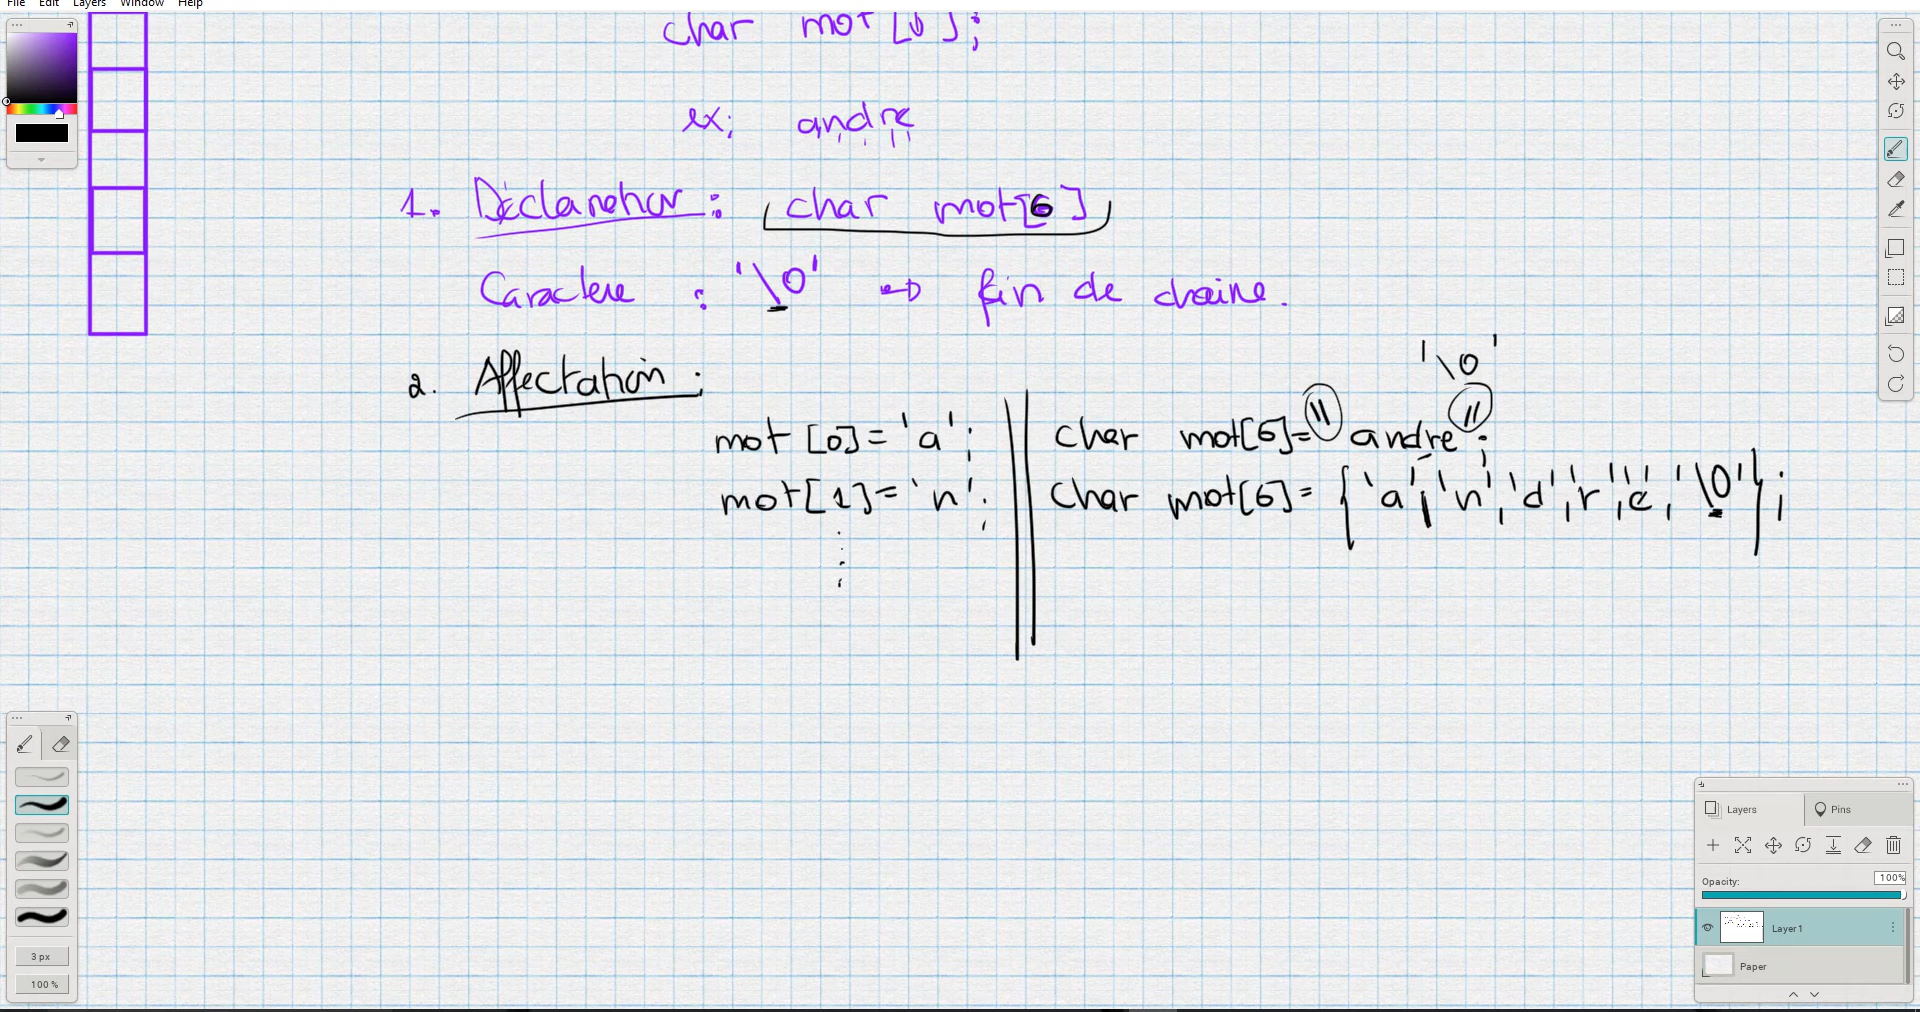 File Edit Layers Window Help
char mot [6];
ex: andre
1. Déclaration : char mot[6]
Caractere : '\0' → fin de chaine.
2. Affectation :
'\0'
mot [0] = 'a';
char mot[6]= "andre";
mot [1] = 'n';
char mot[6]= {'a','n','d','r','e','\0'};
Layers Pins
Opacity: 100%
Layer 1
Paper
3 px
100 %